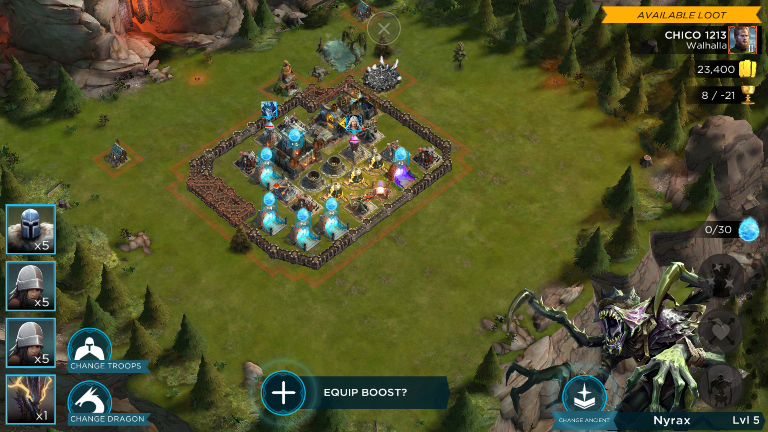 AVAILABLE LOOT
CHICO 1213
Walhalla
23,400
8 / -21
0/30
x5
x5
x5
x1
CHANGE TROOPS
CHANGE DRAGON
EQUIP BOOST?
CHANGE ANCIENT
Nyrax
Lvl 5